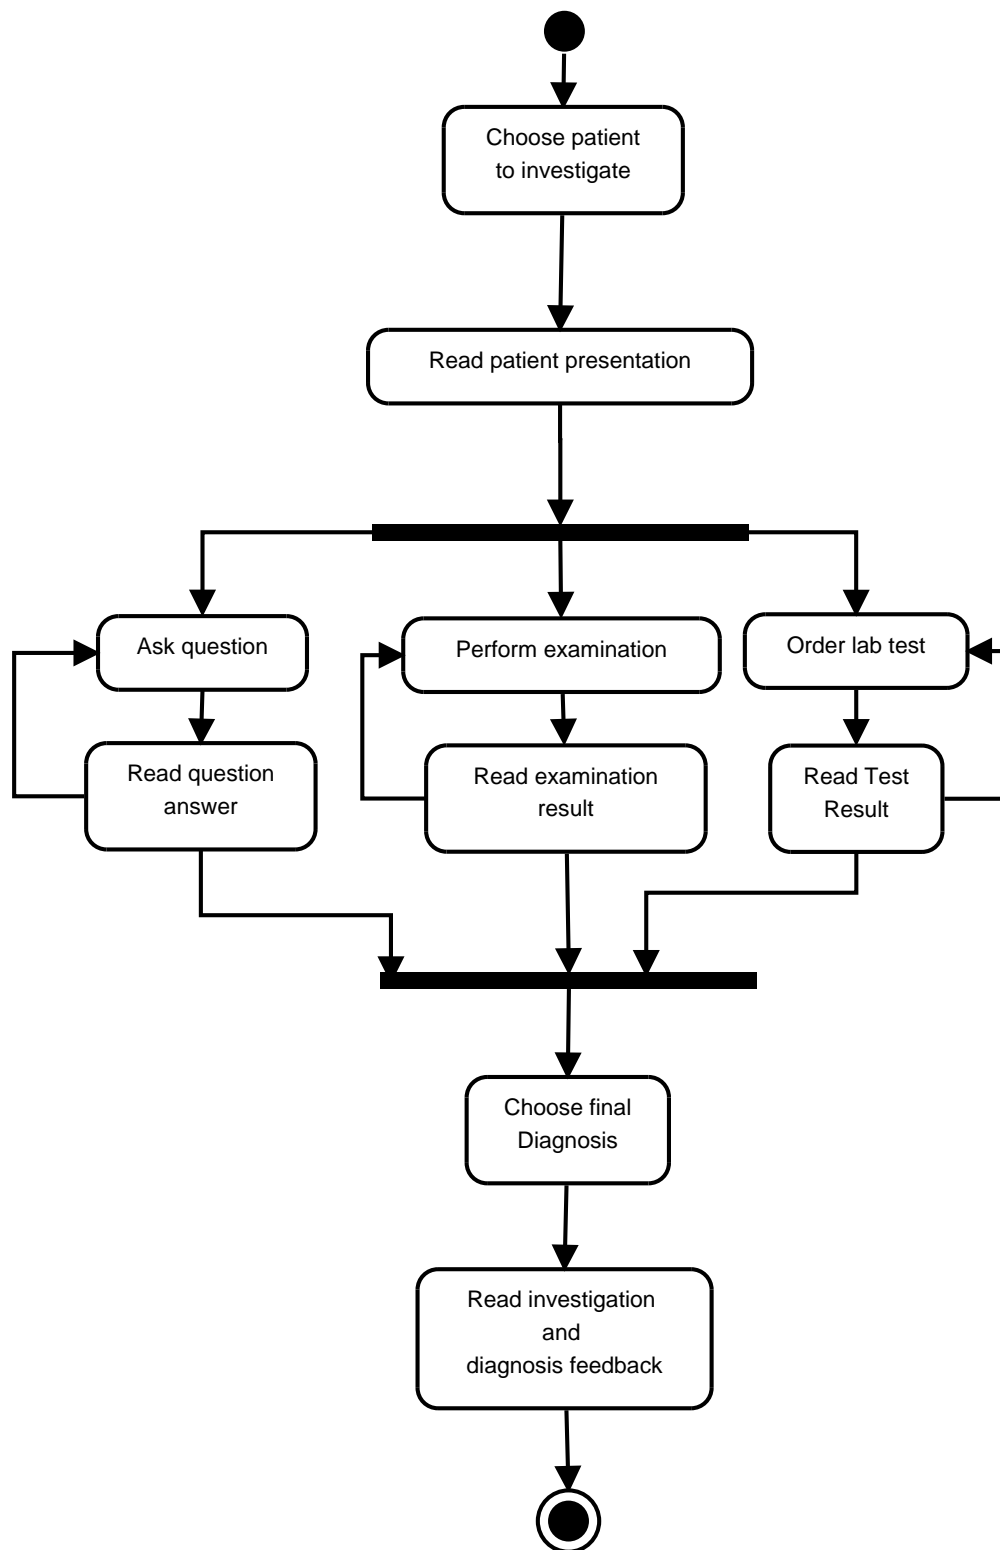 Choose patient
to investigate
Read patient presentation
Ask question
Perform examination
Order lab test
Read question
answer
Read examination
result
Read Test
Result
Choose final
Diagnosis
Read investigation
and
diagnosis feedback